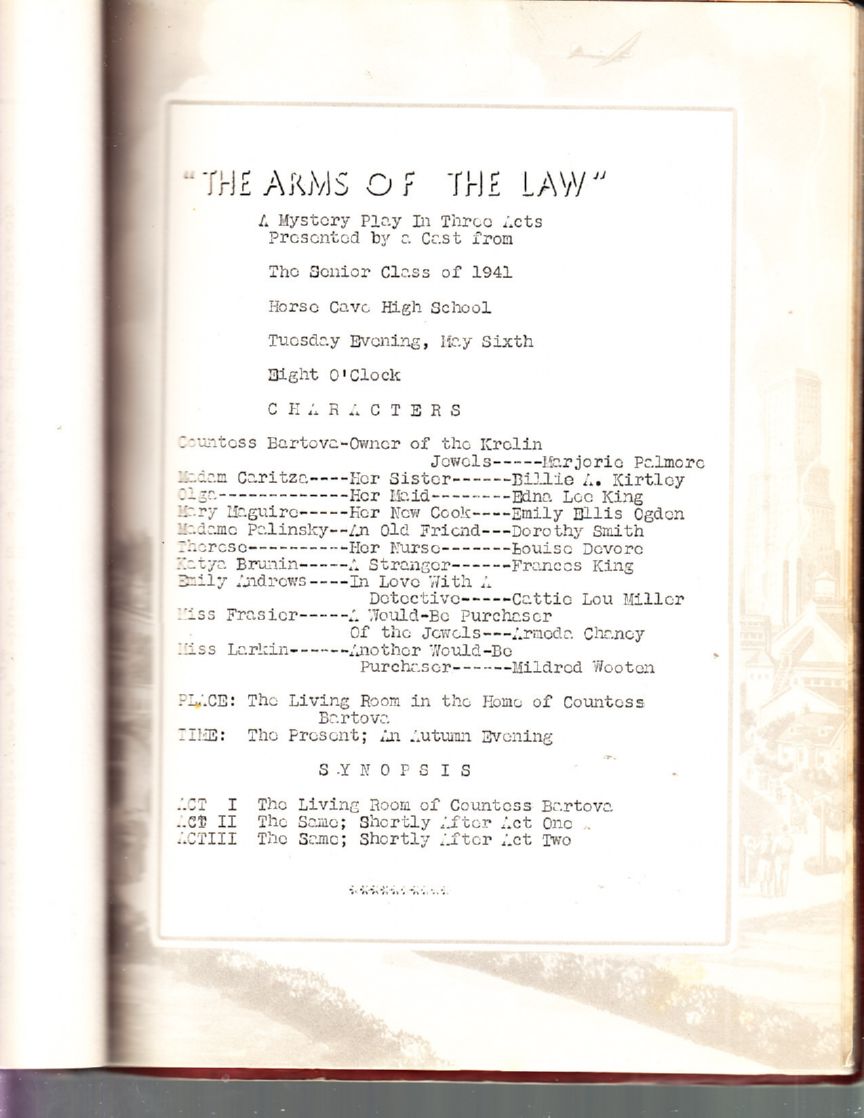 "THE ARMS OF THE LAW"
A Mystery Play In Three Acts
Presented by a Cast from
The Senior Class of 1941
Horse Cave High School
Tuesday Evening, May Sixth
Eight O'Clock
C H A R A C T E R S
Countess Bartova-Owner of the Krelin
Jewels-----Marjorie Palmore
Madam Caritza----Her Sister------Billie A. Kirtley
Olga-------------Her Maid--------Edna Lee King
Mary Maguire-----Her New Cook----Emily Ellis Ogden
Madame Palinsky--An Old Friend---Dorothy Smith
Therese----------Her Nurse-------Louise Devore
Katya Brunin-----A Stranger------Frances King
Emily Andrews----In Love With A
Detective-----Cattie Lou Miller
Miss Frasier-----A Would-Be Purchaser
Of the Jewels---Armeda Chaney
Miss Larkin------Another Would-Be
Purchaser------Mildred Wooten
PLACE: The Living Room in the Home of Countess
Bartova
TIME: The Present; An Autumn Evening
S Y N O P S I S
ACT I The Living Room of Countess Bartova
ACT II The Same; Shortly After Act One
ACTIII The Same; Shortly After Act Two
**********